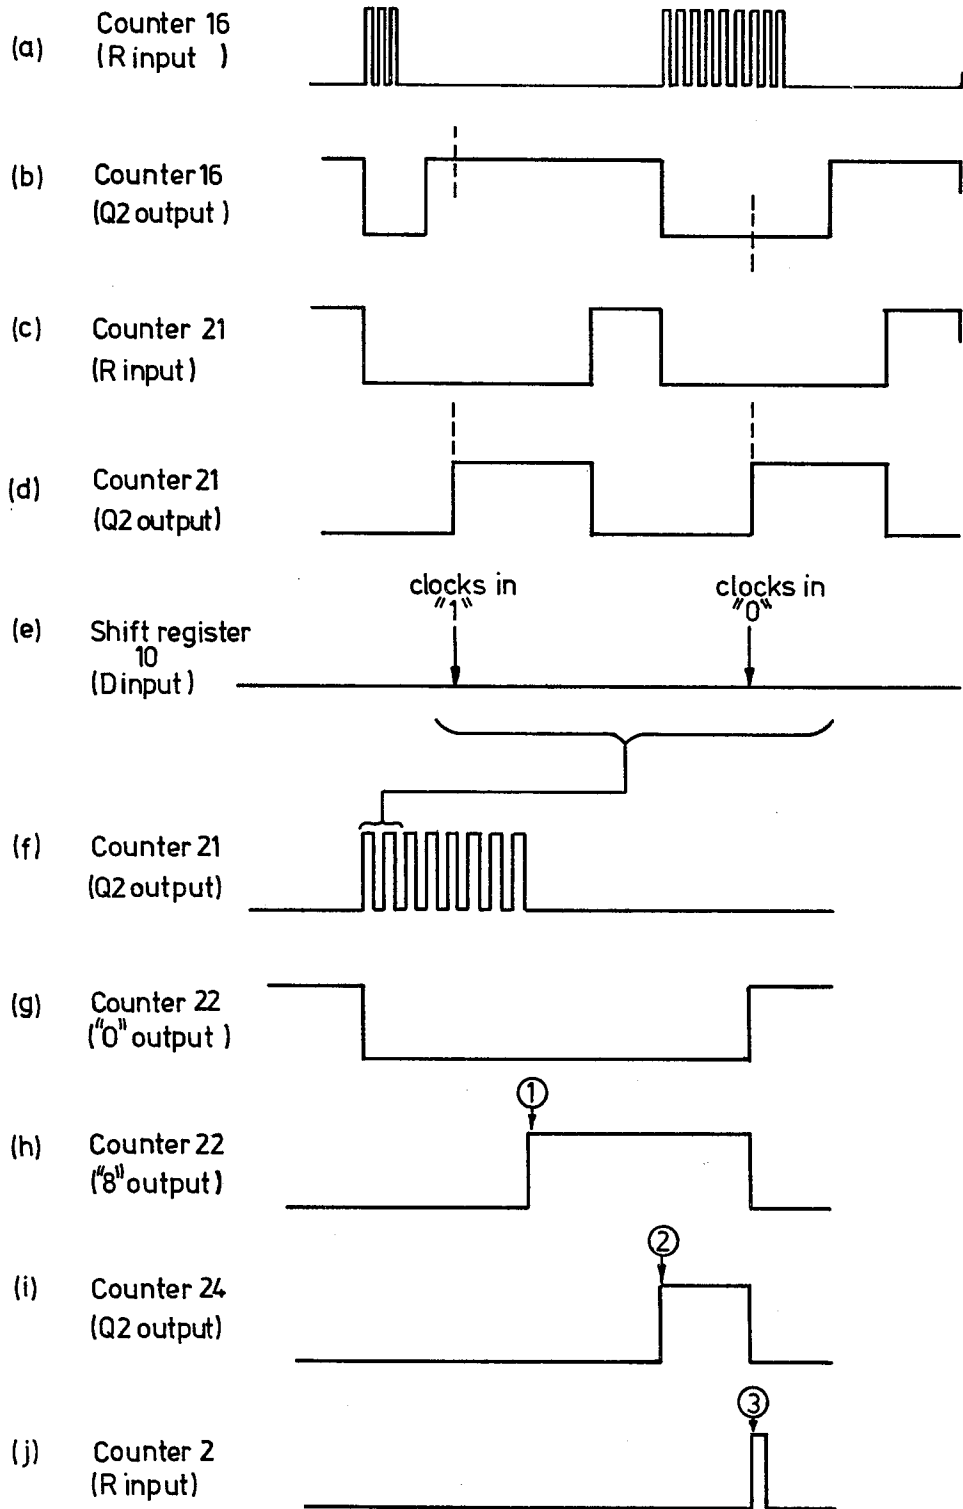 (a) Counter 16
(R input )
(b) Counter 16
(Q2 output )
(c) Counter 21
(R input)
(d) Counter 21
(Q2 output)
clocks in "1"
clocks in "0"
(e) Shift register
10
(D input)
(f) Counter 21
(Q2 output)
(g) Counter 22
("0" output )
1
(h) Counter 22
("8" output)
2
(i) Counter 24
(Q2 output)
3
(j) Counter 2
(R input)